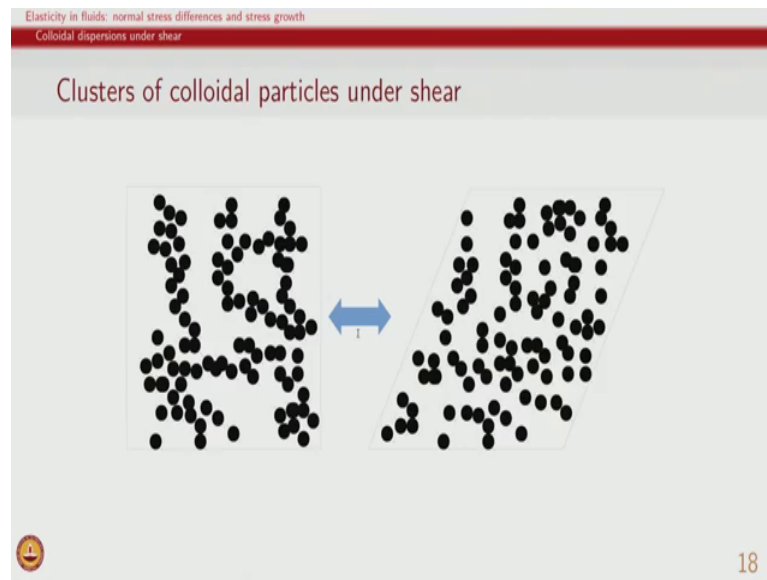 Elasticity in fluids: normal stress differences and stress growth
Colloidal dispersions under shear
Clusters of colloidal particles under shear
18